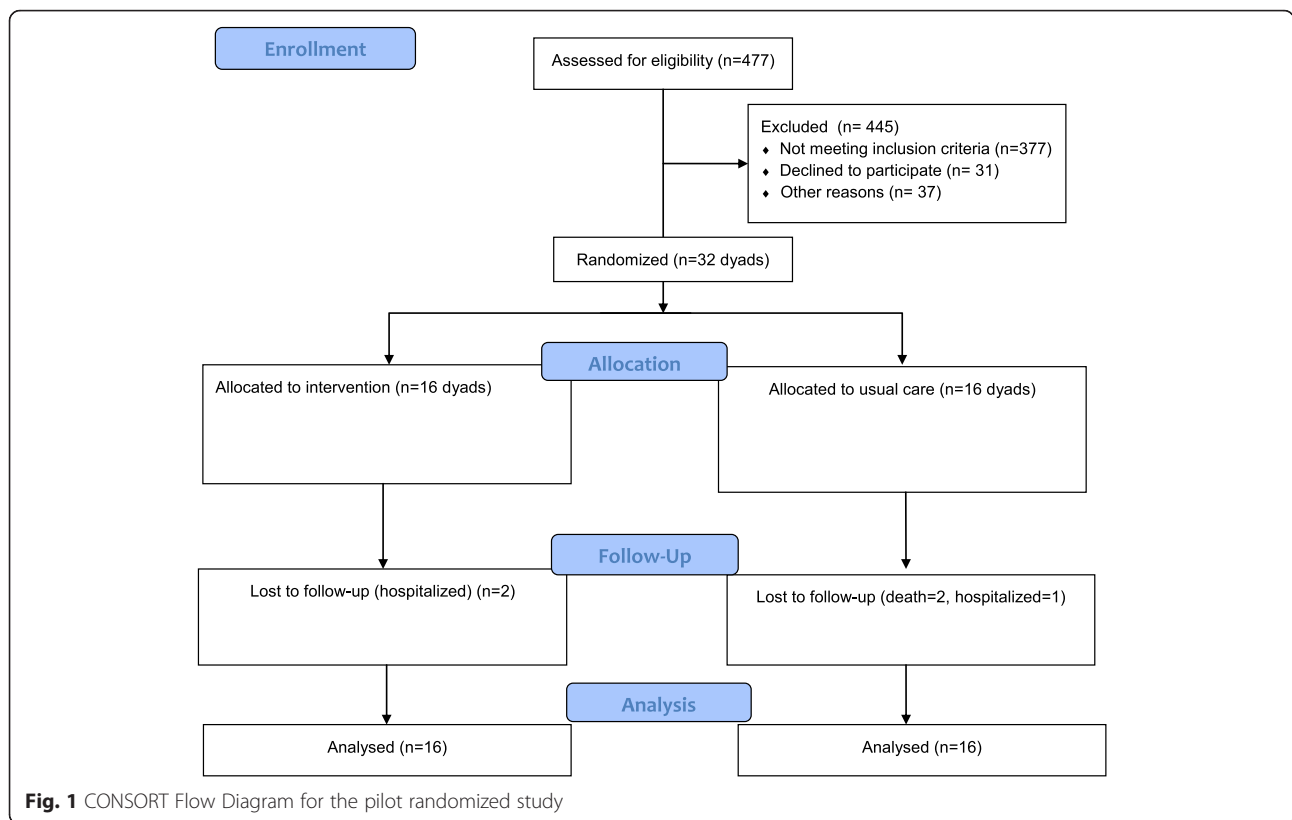 Enrollment
Assessed for eligibility (n=477)
Excluded (n= 445)
♦ Not meeting inclusion criteria (n=377)
♦ Declined to participate (n= 31)
♦ Other reasons (n= 37)
Randomized (n=32 dyads)
Allocation
Allocated to intervention (n=16 dyads)
Allocated to usual care (n=16 dyads)
Follow-Up
Lost to follow-up (hospitalized) (n=2)
Lost to follow-up (death=2, hospitalized=1)
Analysis
Analysed (n=16)
Analysed (n=16)
Fig. 1 CONSORT Flow Diagram for the pilot randomized study